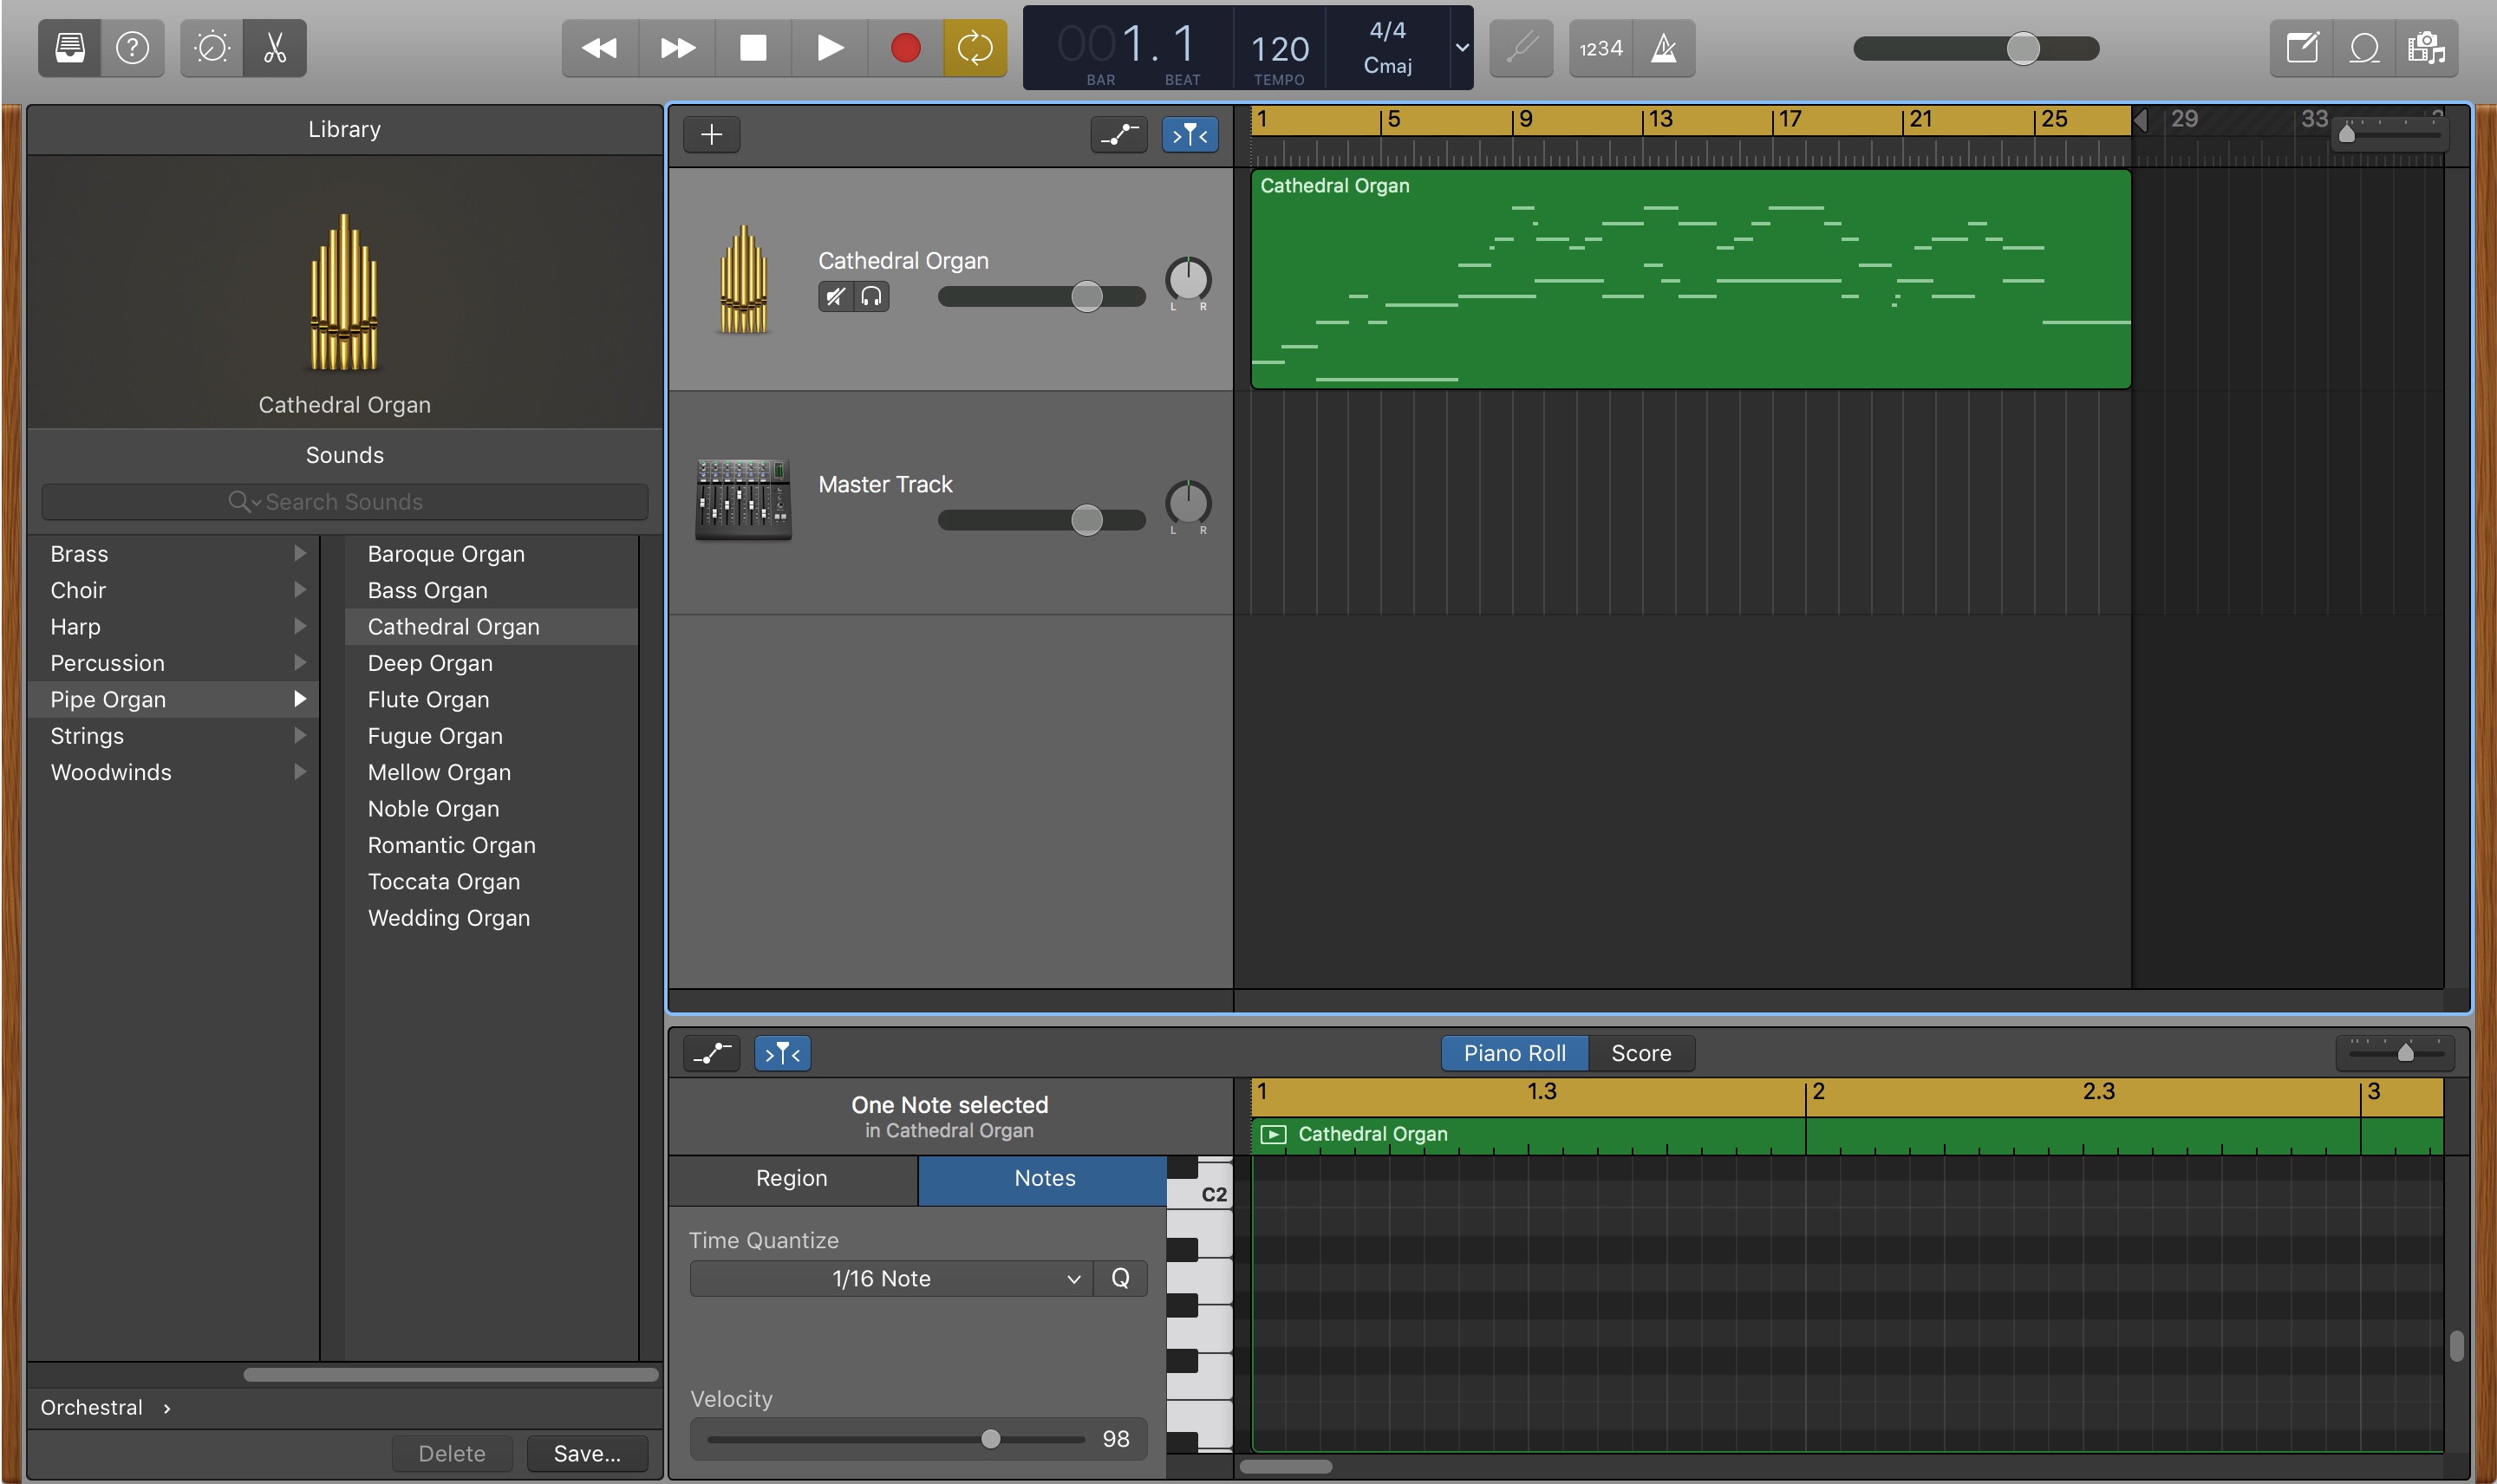 001. 1
BAR
BEAT
120
TEMPO
4/4
Cmaj
1234
Library
Cathedral Organ
Sounds
Search Sounds
Brass
Choir
Harp
Percussion
Pipe Organ
Strings
Woodwinds
Baroque Organ
Bass Organ
Cathedral Organ
Deep Organ
Flute Organ
Fugue Organ
Mellow Organ
Noble Organ
Romantic Organ
Toccata Organ
Wedding Organ
Orchestral
Delete
Save...
1 5 9 13 17 21 25 29 33
Cathedral Organ
Cathedral Organ
L R
Master Track
L R
Piano Roll
Score
One Note selected
in Cathedral Organ
1 1.3 2 2.3 3
Cathedral Organ
Region
Notes
C2
Time Quantize
1/16 Note
Q
Velocity
98